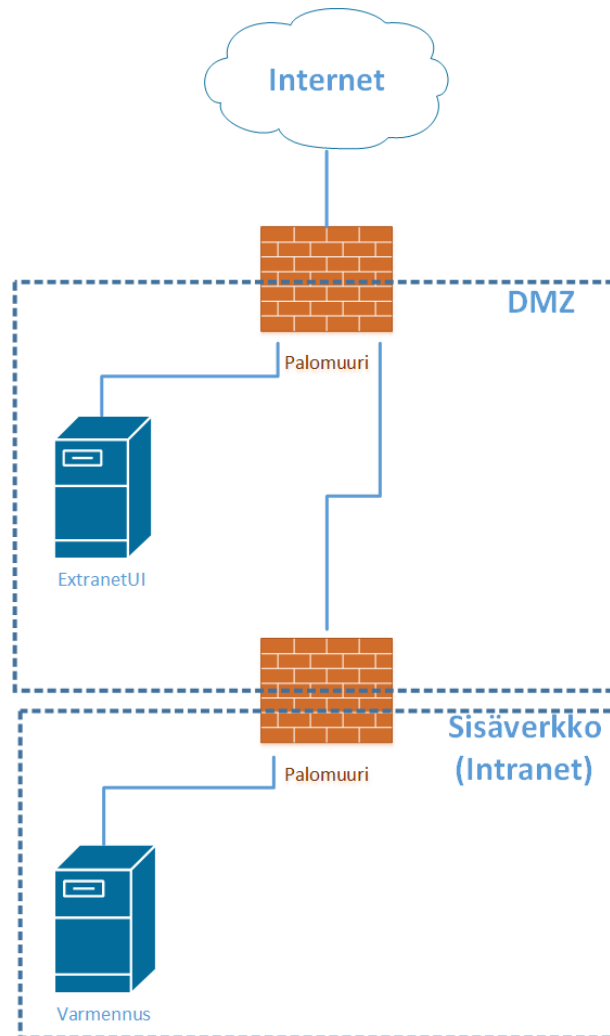 Internet
DMZ
Palomuuri
ExtranetUI
Sisäverkko
(Intranet)
Palomuuri
Varmennus